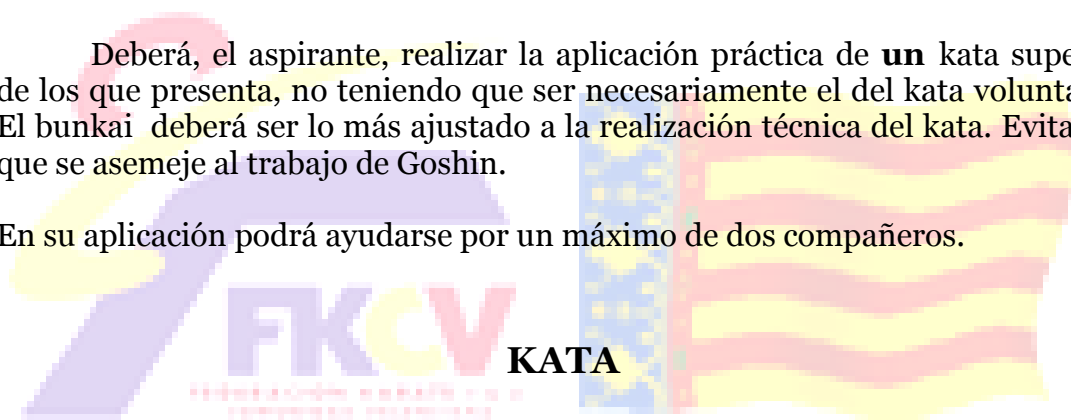 Deberá, el aspirante, realizar la aplicación práctica de un kata supe
de los que presenta, no teniendo que ser necesariamente el del kata volunta
El bunkai deberá ser lo más ajustado a la realización técnica del kata. Evita
que se asemeje al trabajo de Goshin.
En su aplicación podrá ayudarse por un máximo de dos compañeros.
FKCV
KATA